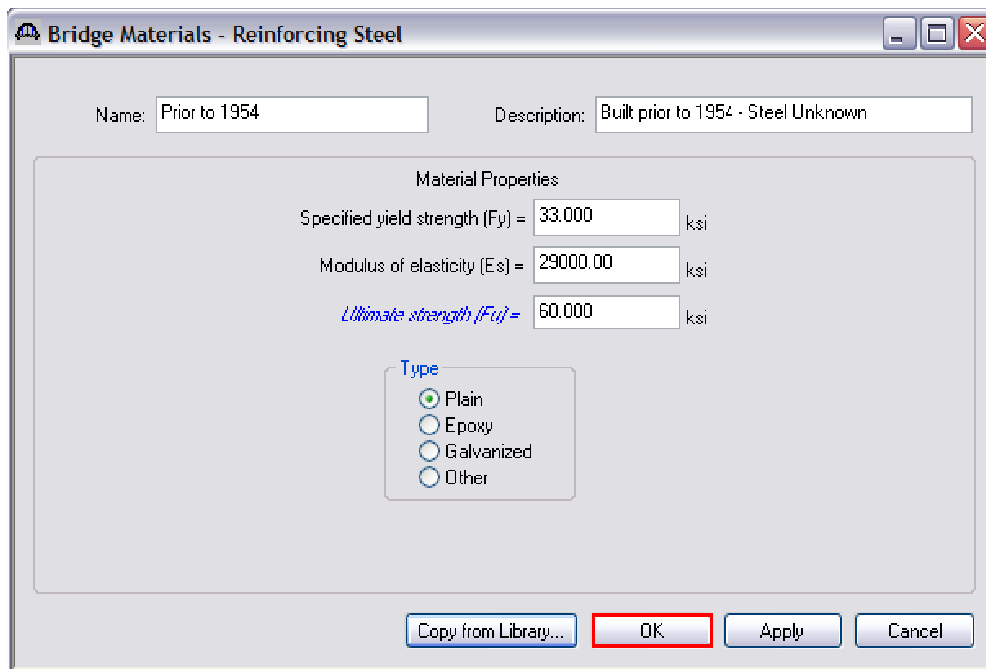 Bridge Materials - Reinforcing Steel
Name: Prior to 1954 Description: Built prior to 1954 - Steel Unknown
Material Properties
Specified yield strength (Fy) = 33.000 ksi
Modulus of elasticity (Es) = 29000.00 ksi
Ultimate strength (Fu) = 60.000 ksi
Type
Plain
Epoxy
Galvanized
Other
Copy from Library... OK Apply Cancel